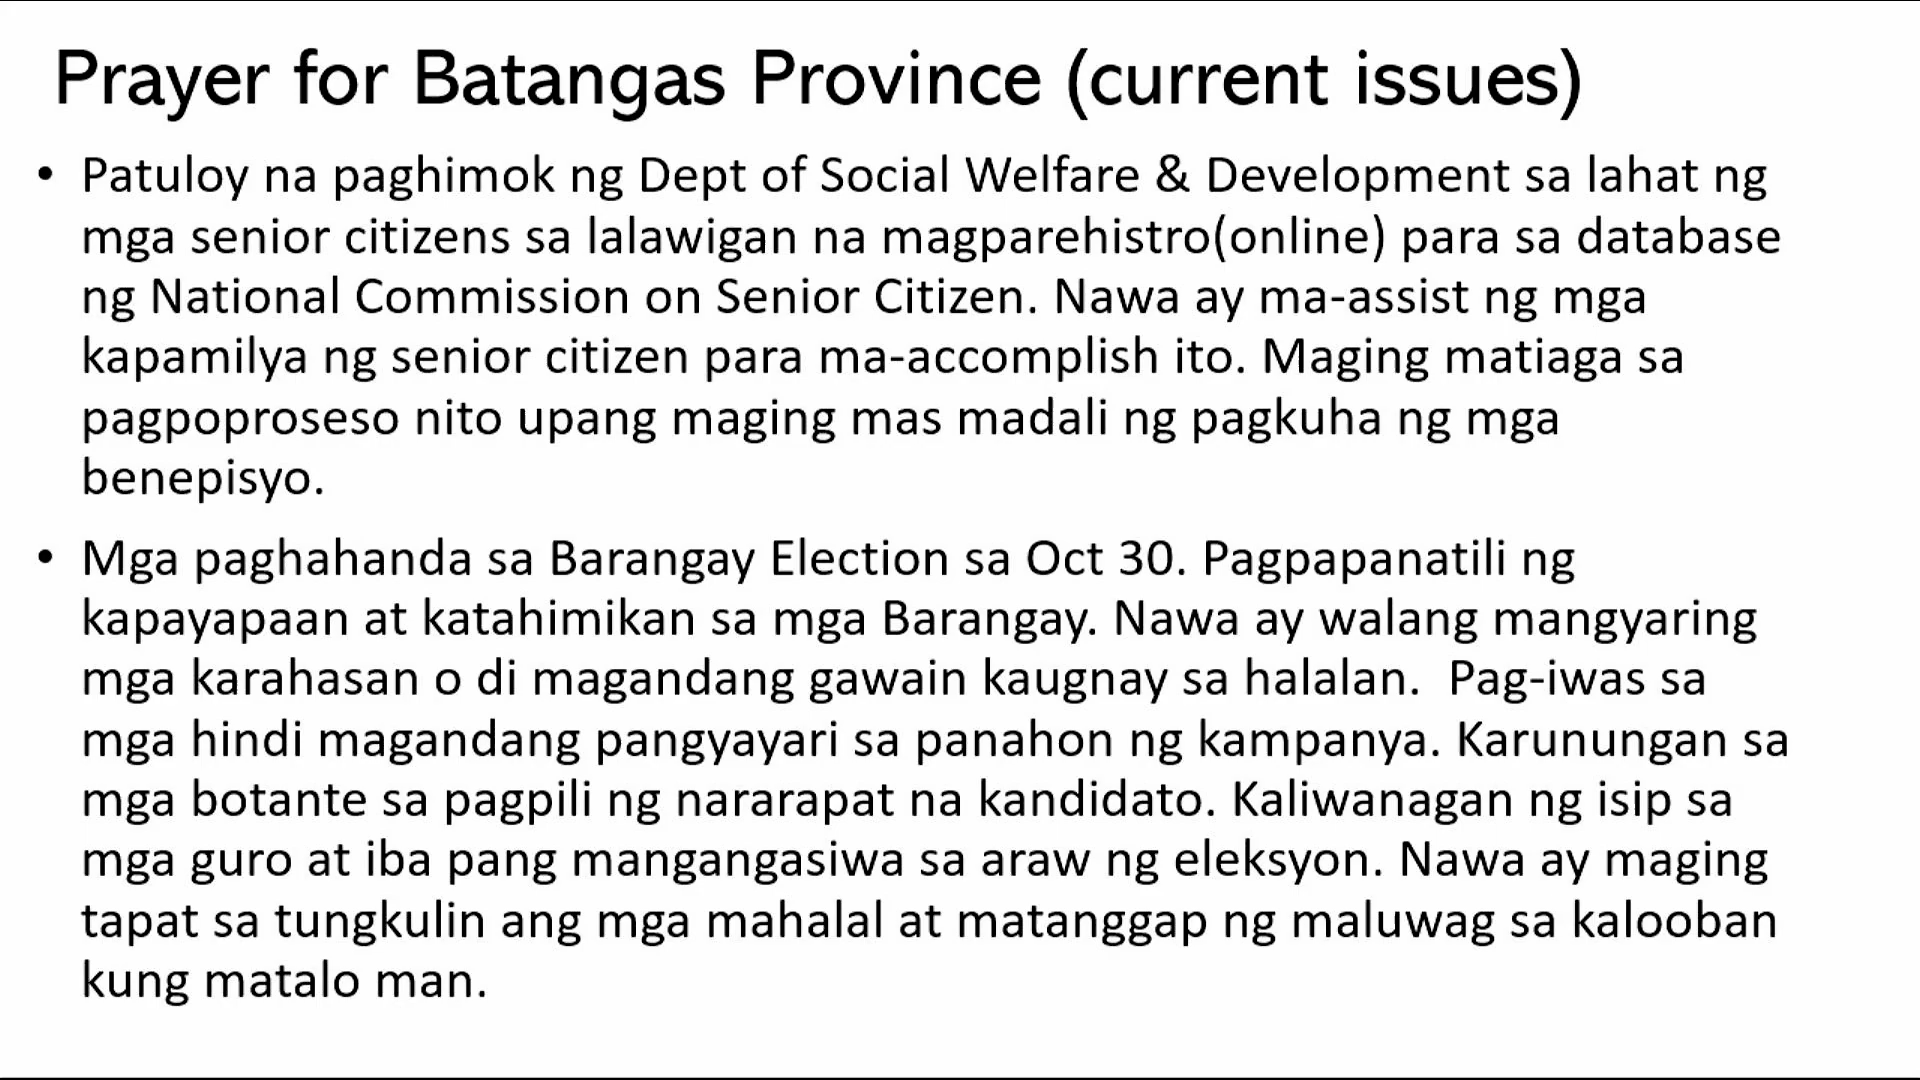 Prayer for Batangas Province (current issues)
• Patuloy na paghimok ng Dept of Social Welfare & Development sa lahat ng
mga senior citizens sa lalawigan na magparehistro(online) para sa database
ng National Commission on Senior Citizen. Nawa ay ma-assist ng mga
kapamilya ng senior citizen para ma-accomplish ito. Maging matiaga sa
pagpoproseso nito upang maging mas madali ng pagkuha ng mga
benepisyo.
• Mga paghahanda sa Barangay Election sa Oct 30. Pagpapanatili ng
kapayapaan at katahimikan sa mga Barangay. Nawa ay walang mangyaring
mga karahasan o di magandang gawain kaugnay sa halalan.  Pag-iwas sa
mga hindi magandang pangyayari sa panahon ng kampanya. Karunungan sa
mga botante sa pagpili ng nararapat na kandidato. Kaliwanagan ng isip sa
mga guro at iba pang mangangasiwa sa araw ng eleksyon. Nawa ay maging
tapat sa tungkulin ang mga mahalal at matanggap ng maluwag sa kalooban
kung matalo man.